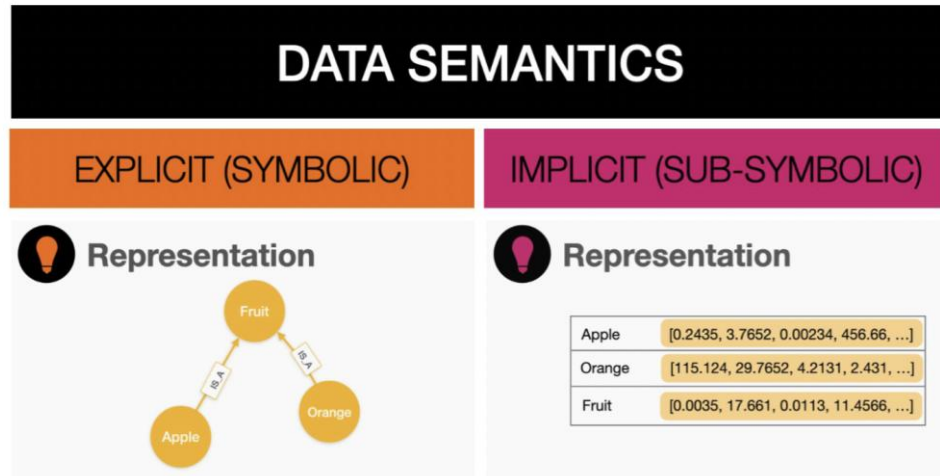 DATA SEMANTICS
EXPLICIT (SYMBOLIC)
IMPLICIT (SUB-SYMBOLIC)
Representation
Fruit
IS_A
IS_A
Apple
Orange
Representation
Apple [0.2435, 3.7652, 0.00234, 456.66, ...]
Orange [115.124, 29.7652, 4.2131, 2.431, ...]
Fruit [0.0035, 17.661, 0.0113, 11.4566, ...]